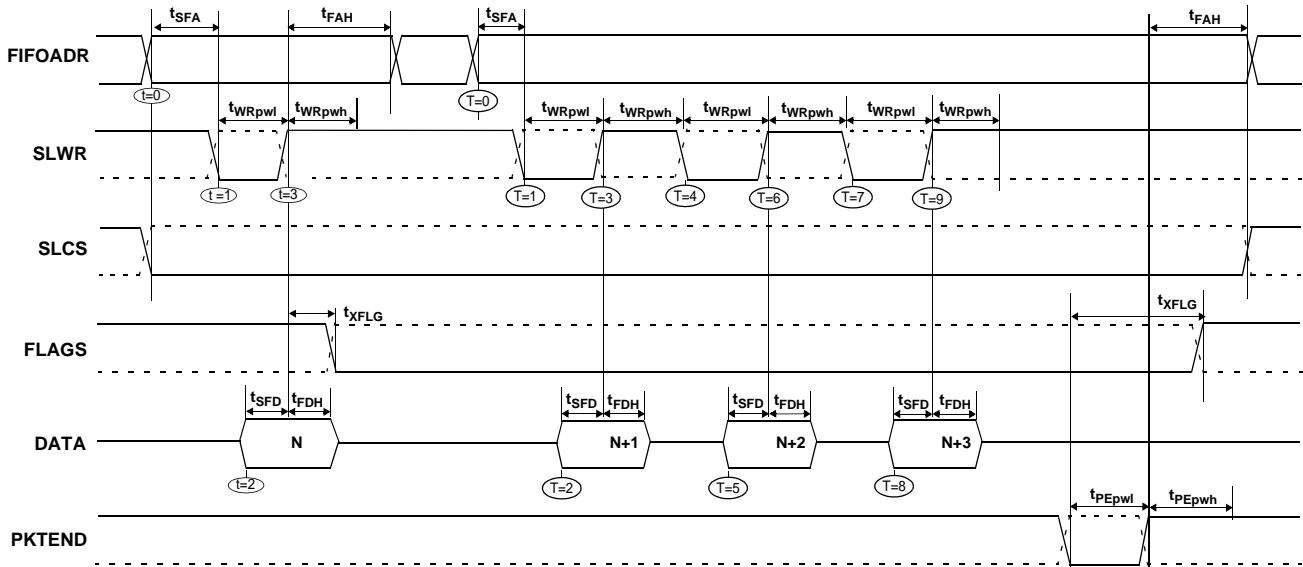 tSFA tFAH tSFA tFAH
FIFOADR
t=0 T=0
tWRpwl tWRpwh tWRpwl tWRpwh tWRpwl tWRpwh tWRpwl tWRpwh
SLWR
t =1 t=3 T=1 T=3 T=4 T=6 T=7 T=9
SLCS
tXFLG tXFLG
FLAGS
tSFD tFDH tSFD tFDH tSFD tFDH tSFD tFDH
DATA N N+1 N+2 N+3
t=2 T=2 T=5 T=8
tPEpwl tPEpwh
PKTEND